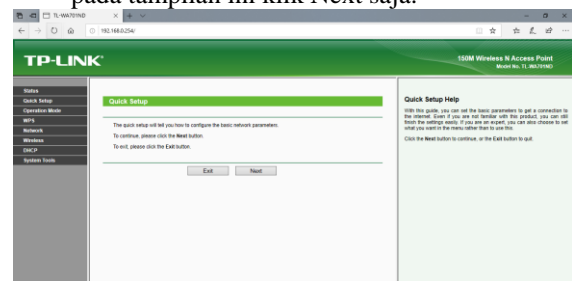 pada tampilan ini klik Next saja.
TL-WA701ND
192.168.0.254/
TP-LINK
150M Wireless N Access Point
Model No. TL-WA701ND
Status
Quick Setup
Operation Mode
WPS
Network
Wireless
DHCP
System Tools
Quick Setup
The quick setup will tell you how to configure the basic network parameters.
To continue, please click the Next button.
To exit, please click the Exit button.
Exit
Next
Quick Setup Help
With this guide, you can set the basic parameters to get a connection to
the internet. Even if you are not familiar with this product, you can still
finish the settings easily. If you are an expert, you can also choose to set
what you want in the menu rather than to use this.
Click the Next button to continue, or the Exit button to quit.